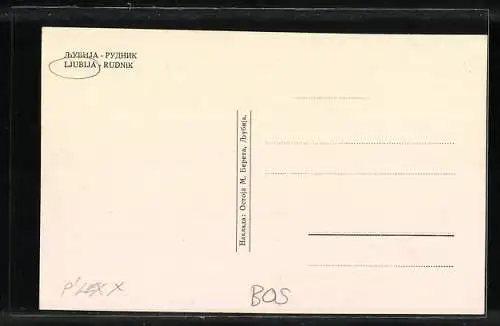 ЉУБИЈА - РУДНИК
LJUBIJA - RUDNIK
Наклада: Остоја М. Берета, Љубија.
BOS